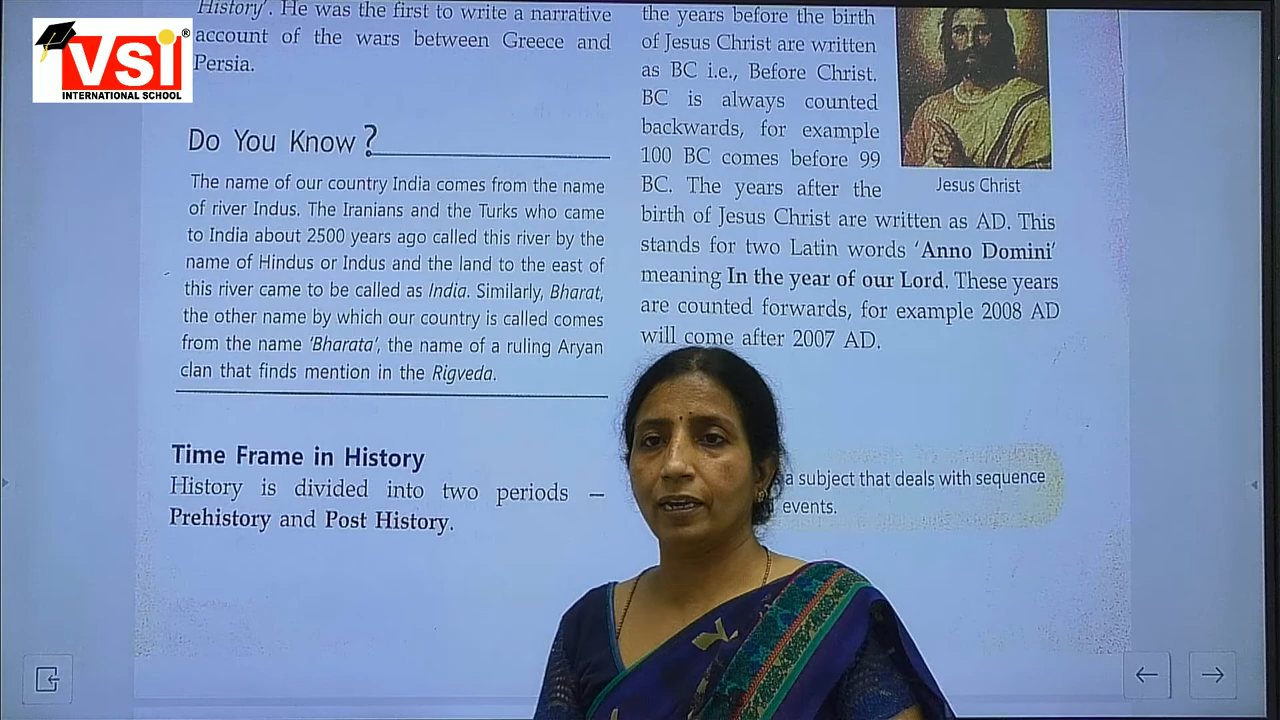 VSi
®
INTERNATIONAL SCHOOL
History'. He was the first to write a narrative
account of the wars between Greece and
Persia.
Do You Know ?
The name of our country India comes from the name
of river Indus. The Iranians and the Turks who came
to India about 2500 years ago called this river by the
name of Hindus or Indus and the land to the east of
this river came to be called as India. Similarly, Bharat,
the other name by which our country is called comes
from the name 'Bharata', the name of a ruling Aryan
clan that finds mention in the Rigveda.
Time Frame in History
History is divided into two periods –
Prehistory and Post History.
the years before the birth
of Jesus Christ are written
as BC i.e., Before Christ.
BC is always counted
backwards, for example
100 BC comes before 99
BC. The years after the
birth of Jesus Christ are written as AD. This
stands for two Latin words 'Anno Domini'
meaning In the year of our Lord. These years
are counted forwards, for example 2008 AD
will come after 2007 AD.
Jesus Christ
a subject that deals with sequence
events.